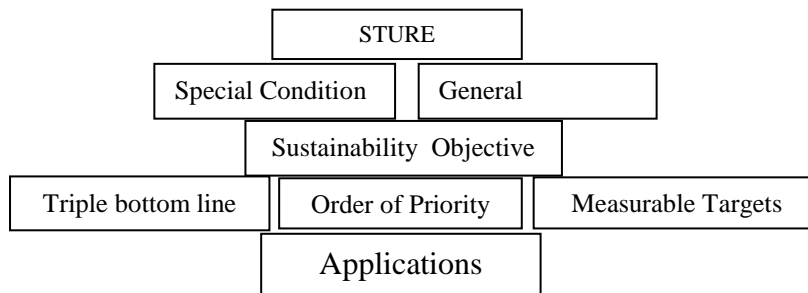 STURE
Special Condition General
Sustainability Objective
Triple bottom line Order of Priority Measurable Targets
Applications